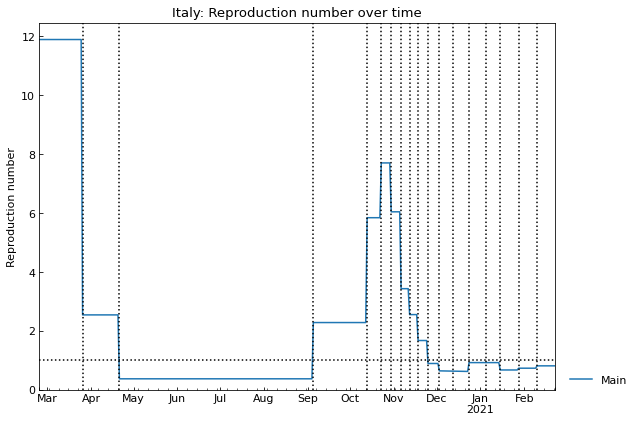 Italy: Reproduction number over time
Reproduction number
12
10
8
6
4
2
0
Mar Apr May Jun Jul Aug Sep Oct Nov Dec Jan Feb
2021
Main